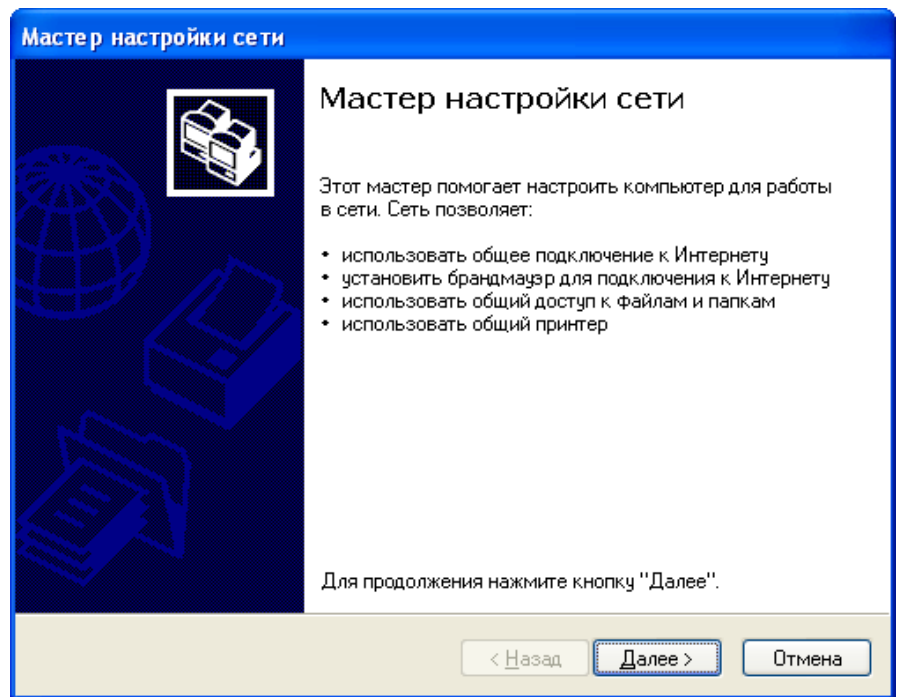 Мастер настройки сети
Мастер настройки сети
Этот мастер помогает настроить компьютер для работы
в сети. Сеть позволяет:
• использовать общее подключение к Интернету
• установить брандмауэр для подключения к Интернету
• использовать общий доступ к файлам и папкам
• использовать общий принтер
Для продолжения нажмите кнопку "Далее".
< Назад Далее > Отмена